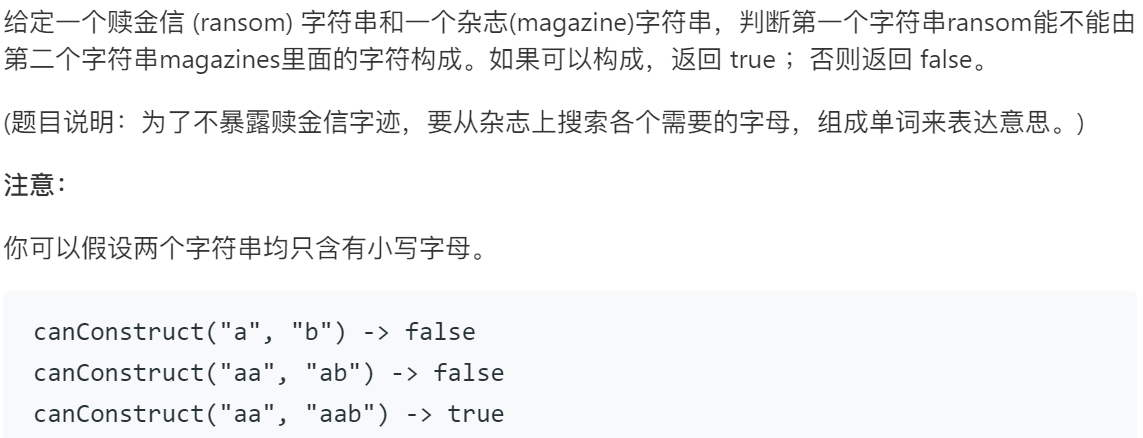 给定一个赎金信 (ransom) 字符串和一个杂志(magazine)字符串，判断第一个字符串ransom能不能由
第二个字符串magazines里面的字符构成。如果可以构成，返回 true ；否则返回 false。
(题目说明：为了不暴露赎金信字迹，要从杂志上搜索各个需要的字母，组成单词来表达意思。)
注意：
你可以假设两个字符串均只含有小写字母。
canConstruct("a", "b") -> false
canConstruct("aa", "ab") -> false
canConstruct("aa", "aab") -> true